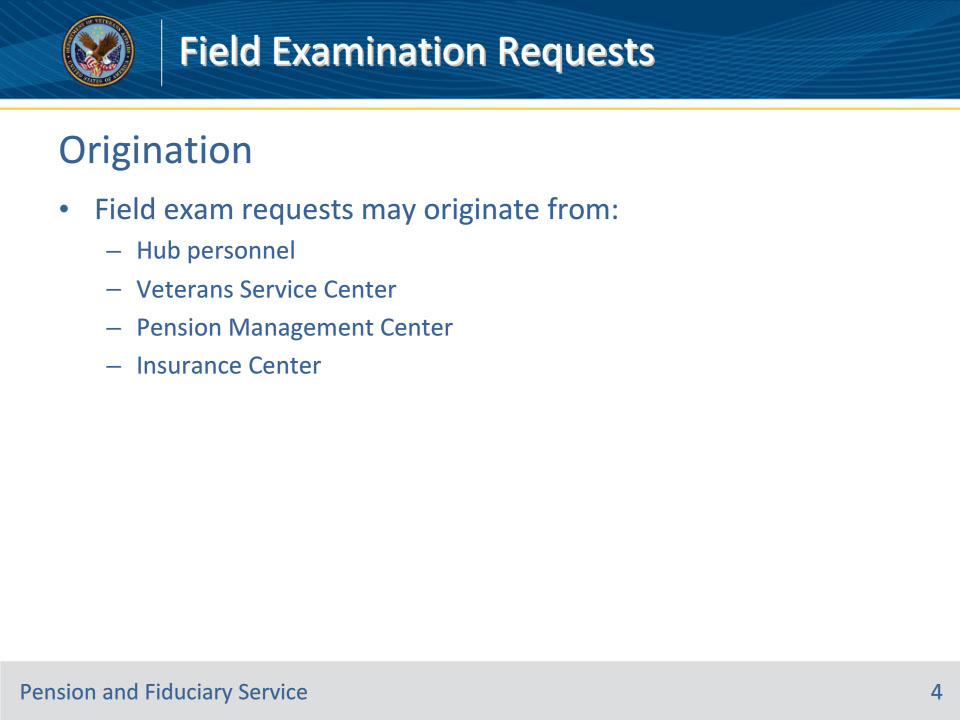 Field Examination Requests
Origination
• Field exam requests may originate from:
– Hub personnel
– Veterans Service Center
– Pension Management Center
– Insurance Center
Pension and Fiduciary Service 4